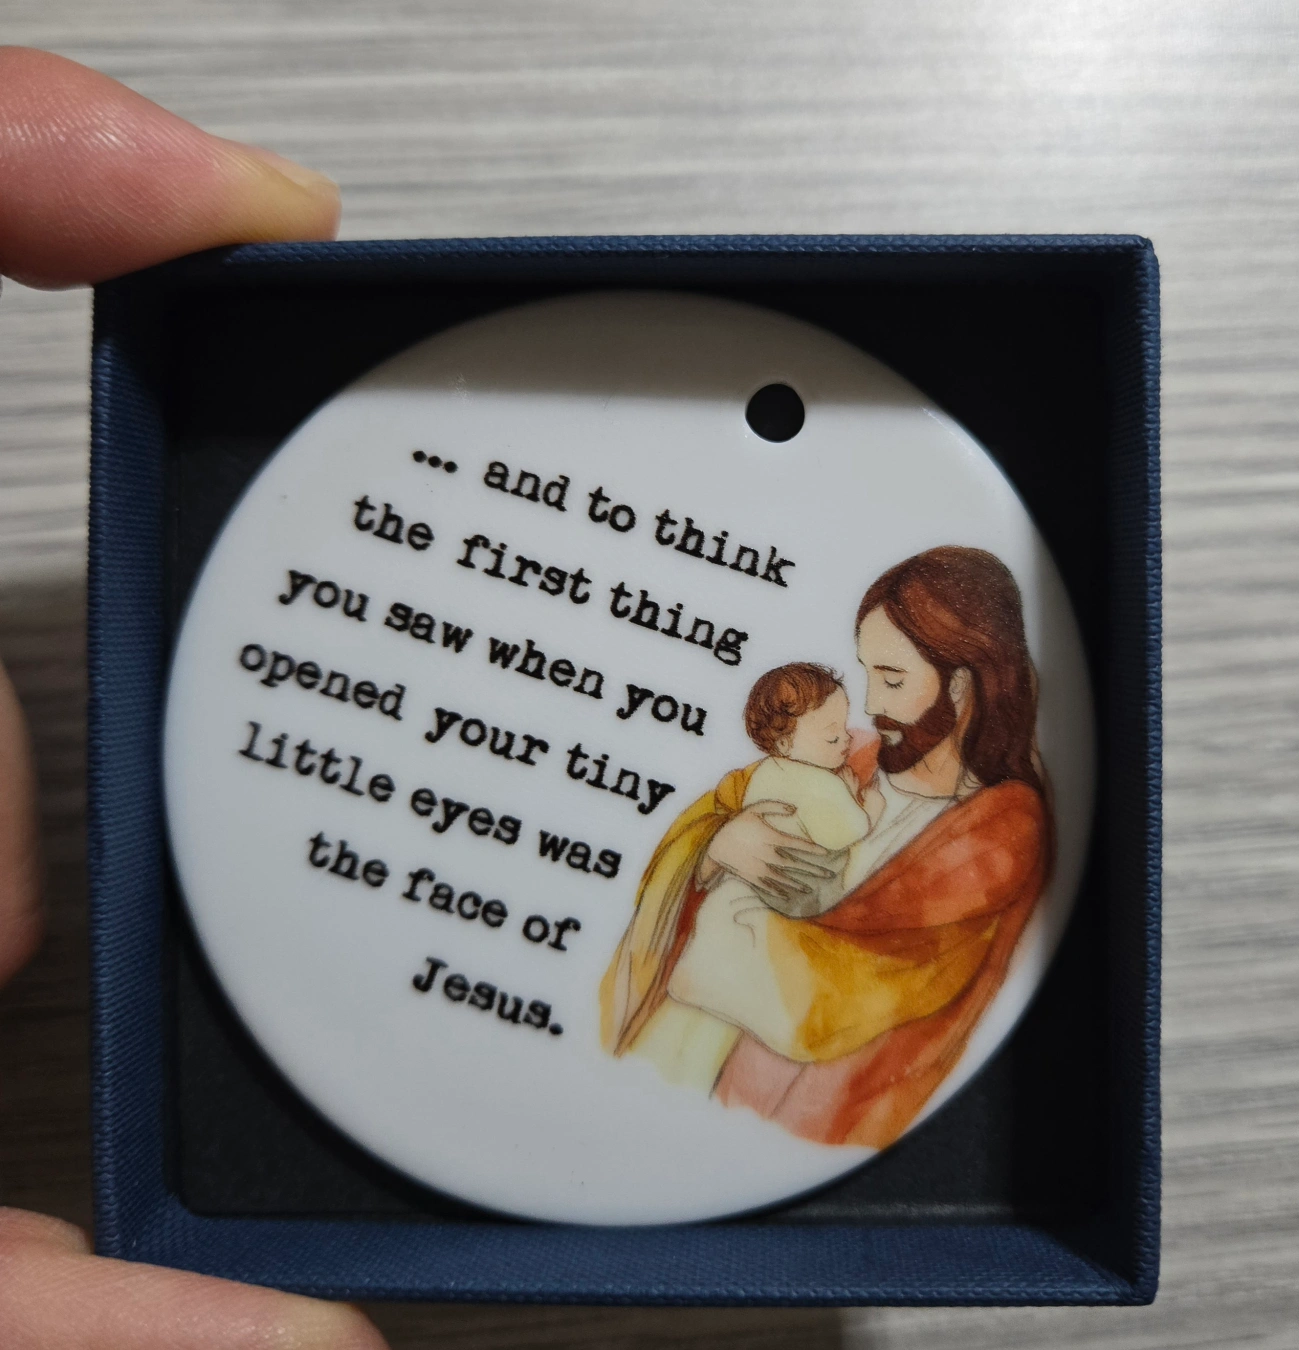 ... and to think
the first thing
you saw when you
opened your tiny
little eyes was
the face of
Jesus.